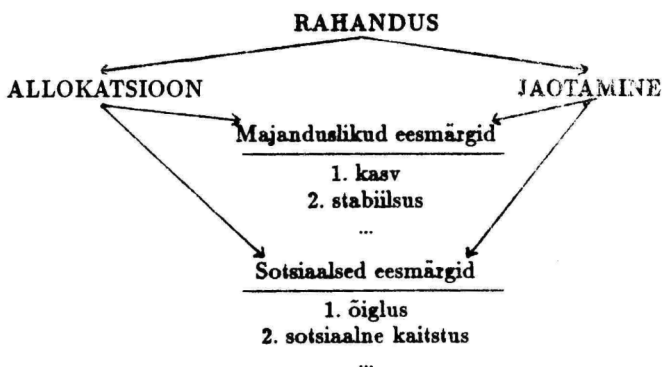 RAHANDUS
ALLOKATSIOON
JAOTAMINE
Majanduslikud eesmärgid
1. kasv
2. stabiilsus
...
Sotsiaalsed eesmärgid
1. õiglus
2. sotsiaalne kaitstus
...